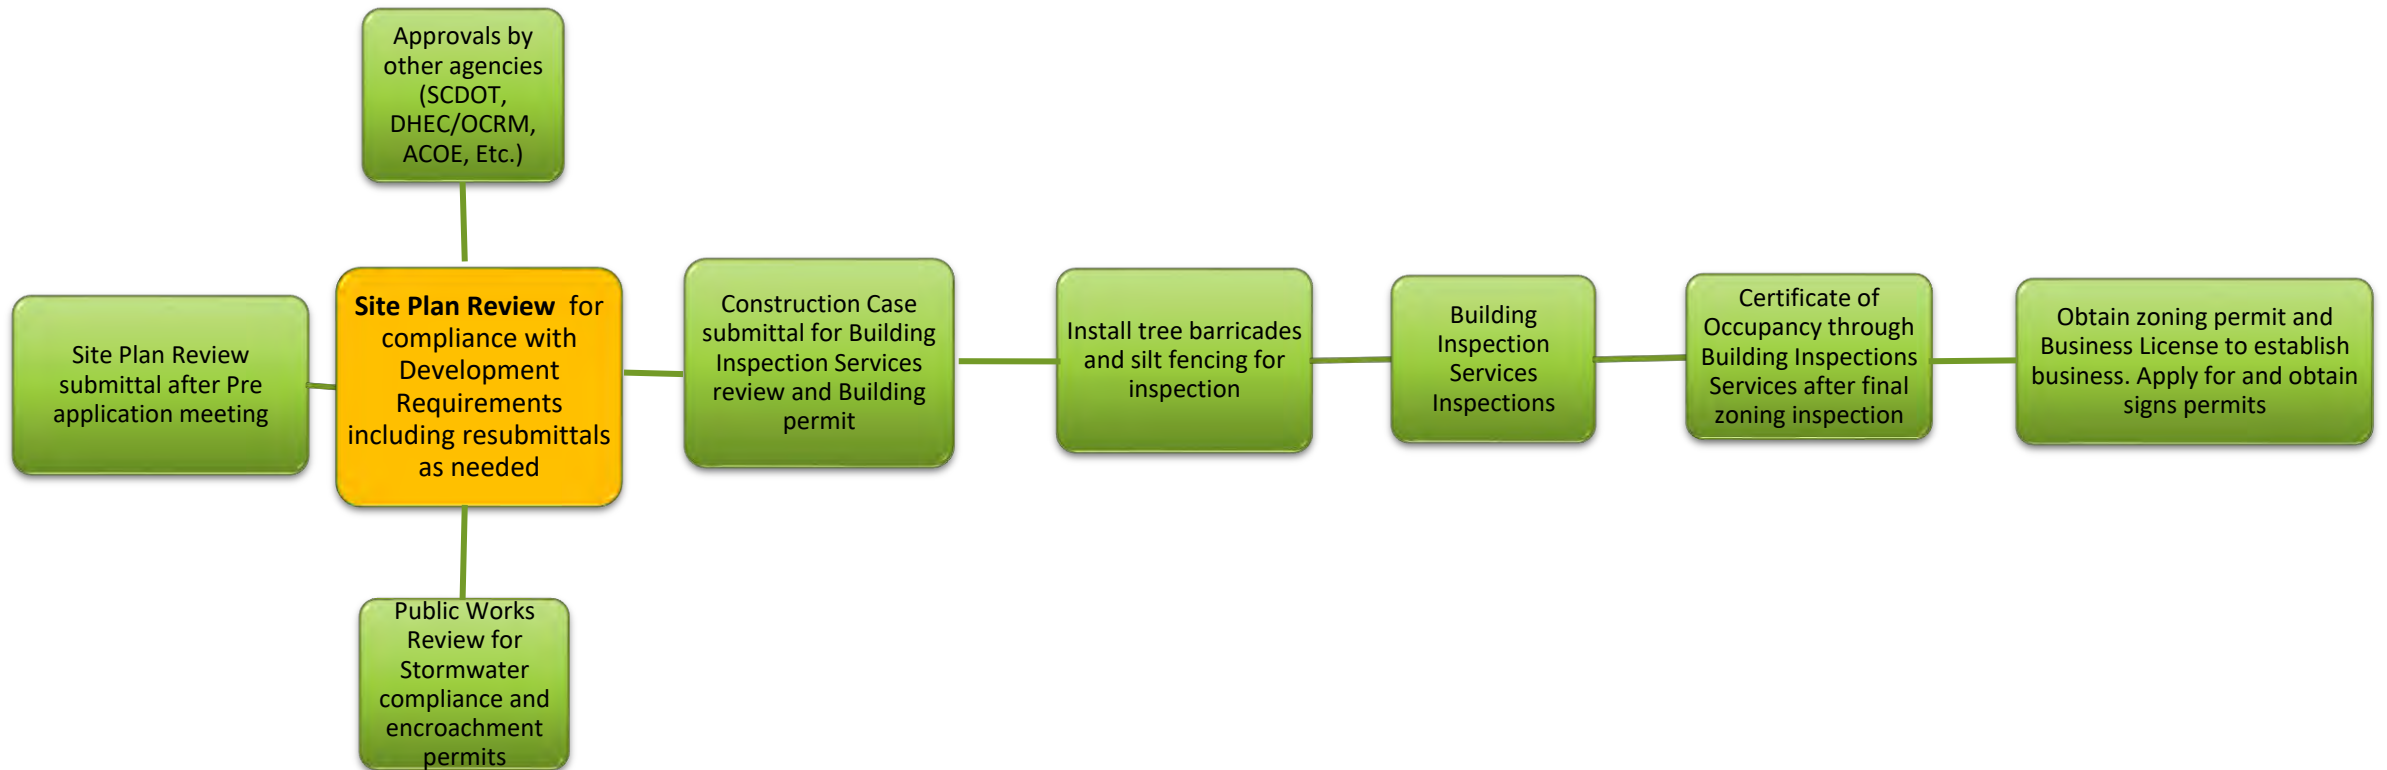 Approvals by
other agencies
(SCDOT,
DHEC/OCRM,
ACOE, Etc.)
Site Plan Review
submittal after Pre
application meeting
Site Plan Review for
compliance with
Development
Requirements
including resubmittals
as needed
Public Works
Review for
Stormwater
compliance and
encroachment
permits
Construction Case
submittal for Building
Inspection Services
review and Building
permit
Install tree barricades
and silt fencing for
inspection
Building
Inspection
Services
Inspections
Certificate of
Occupancy through
Building Inspections
Services after final
zoning inspection
Obtain zoning permit and
Business License to establish
business. Apply for and obtain
signs permits